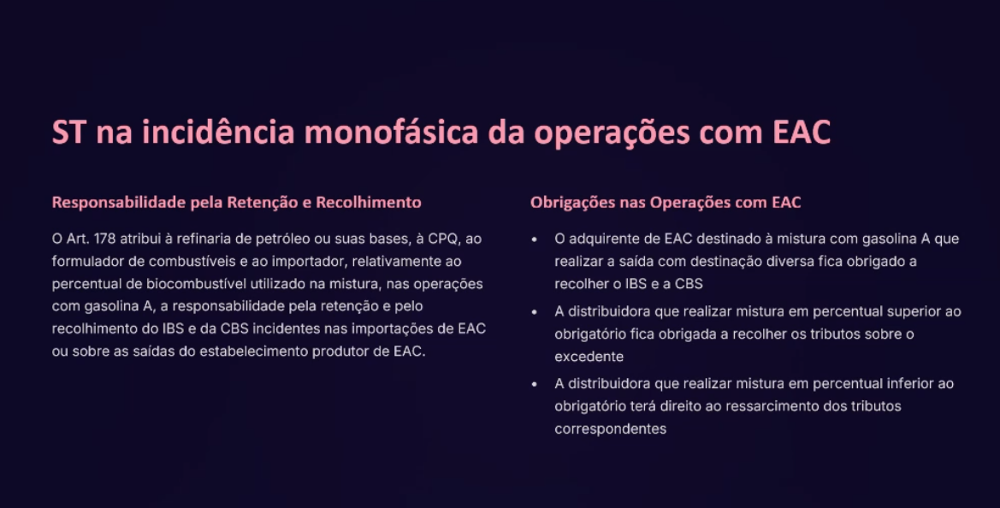 ST na incidência monofásica da operações com EAC
Responsabilidade pela Retenção e Recolhimento
O Art. 178 atribui à refinaria de petróleo ou suas bases, à CPQ, ao
formulador de combustíveis e ao importador, relativamente ao
percentual de biocombustível utilizado na mistura, nas operações
com gasolina A, a responsabilidade pela retenção e pelo
recolhimento do IBS e da CBS incidentes nas importações de EAC
ou sobre as saídas do estabelecimento produtor de EAC.
Obrigações nas Operações com EAC
• O adquirente de EAC destinado à mistura com gasolina A que
realizar a saída com destinação diversa fica obrigado a
recolher o IBS e a CBS
• A distribuidora que realizar mistura em percentual superior ao
obrigatório fica obrigada a recolher os tributos sobre o
excedente
• A distribuidora que realizar mistura em percentual inferior ao
obrigatório terá direito ao ressarcimento dos tributos
correspondentes